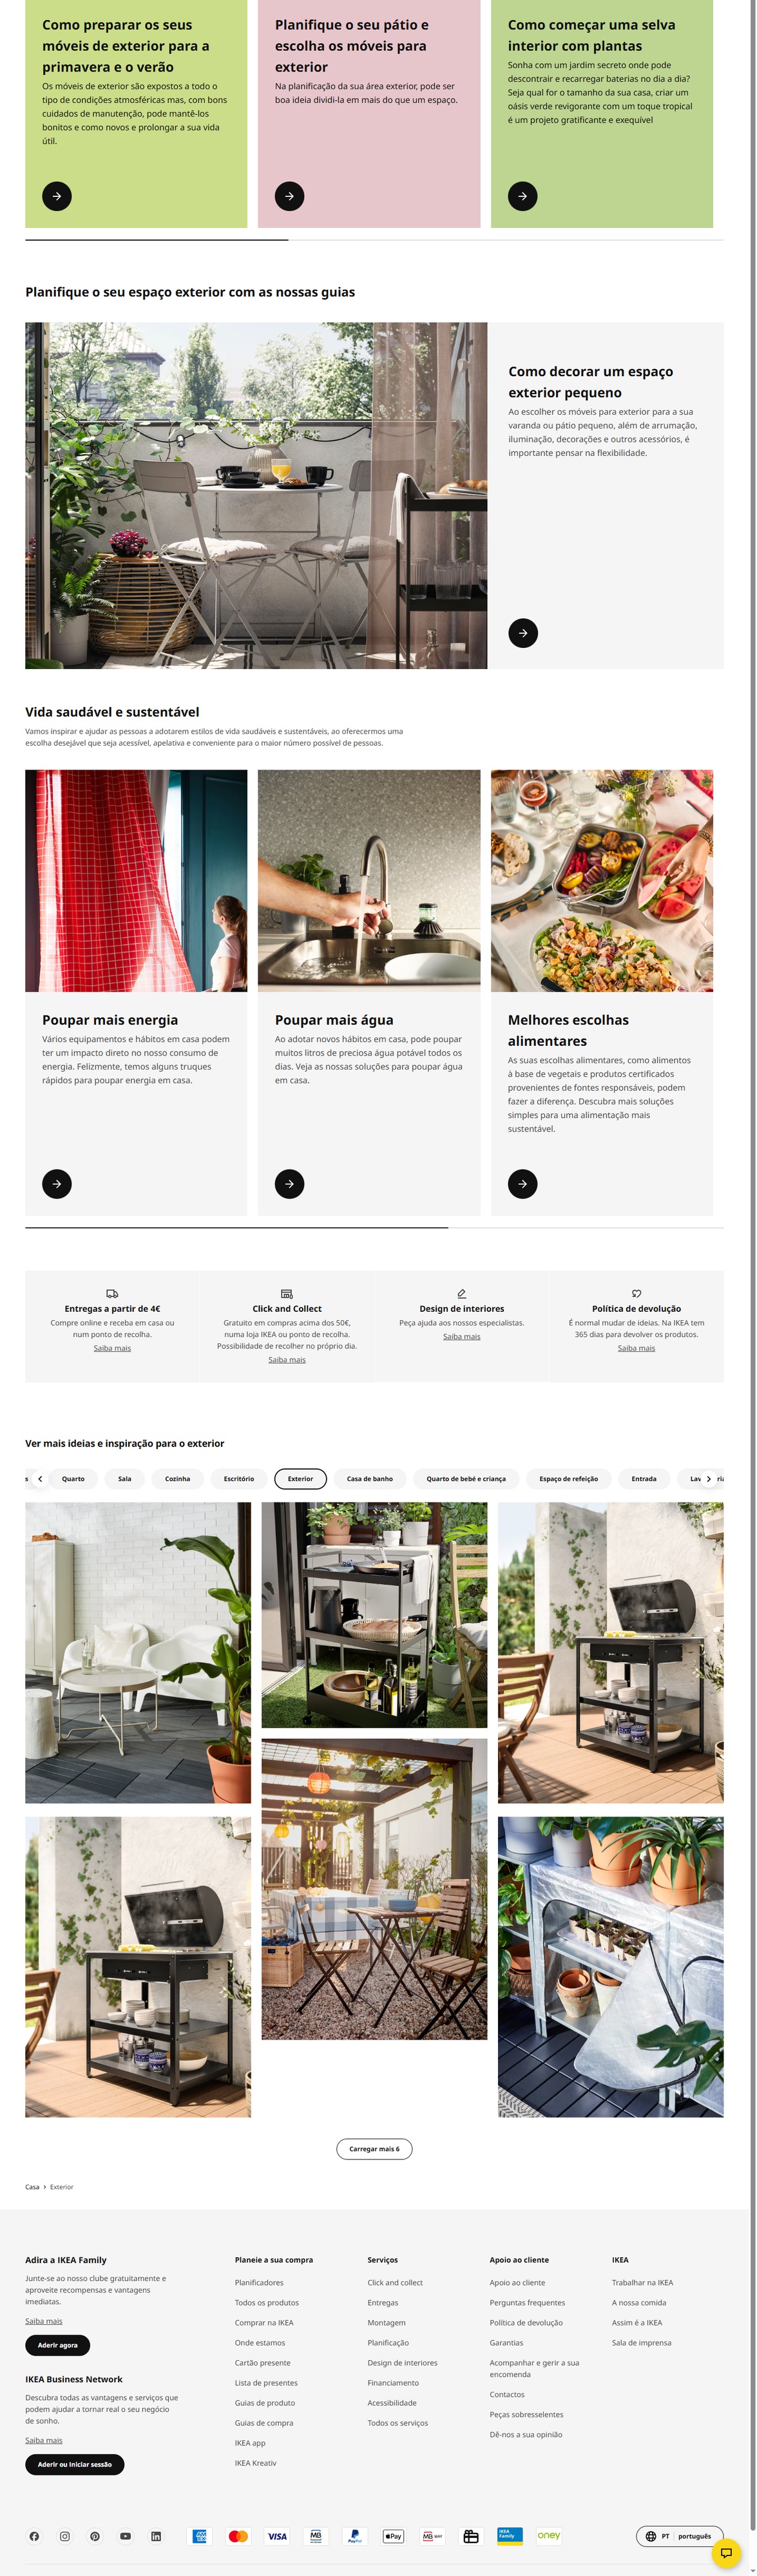 Como preparar os seus
móveis de exterior para a
primavera e o verão
Os móveis de exterior são expostos a todo o
tipo de condições atmosféricas mas, com bons
cuidados de manutenção, pode mantê-los
bonitos e como novos e prolongar a sua vida
útil.
Planifique o seu pátio e
escolha os móveis para
exterior
Na planificação da sua área exterior, pode ser
boa ideia dividi-la em mais do que um espaço.
Como começar uma selva
interior com plantas
Sonha com um jardim secreto onde pode
descontrair e recarregar baterias no dia a dia?
Seja qual for o tamanho da sua casa, criar um
oásis verde revigorante com um toque tropical
é um projeto gratificante e exequível
Planifique o seu espaço exterior com as nossas guias
Como decorar um espaço
exterior pequeno
Ao escolher os móveis para exterior para a sua
varanda ou pátio pequeno, além de arrumação,
iluminação, decorações e outros acessórios, é
importante pensar na flexibilidade.
Vida saudável e sustentável
Vamos inspirar e ajudar as pessoas a adotarem estilos de vida saudáveis e sustentáveis, ao oferecermos uma
escolha desejável que seja acessível, apelativa e conveniente para o maior número possível de pessoas.
Poupar mais energia
Vários equipamentos e hábitos em casa podem
ter um impacto direto no nosso consumo de
energia. Felizmente, temos alguns truques
rápidos para poupar energia em casa.
Poupar mais água
Ao adotar novos hábitos em casa, pode poupar
muitos litros de preciosa água potável todos os
dias. Veja as nossas soluções para poupar água
em casa.
Melhores escolhas
alimentares
As suas escolhas alimentares, como alimentos
à base de vegetais e produtos certificados
provenientes de fontes responsáveis, podem
fazer a diferença. Descubra mais soluções
simples para uma alimentação mais
sustentável.
Entregas a partir de 4€
Compre online e receba em casa ou
num ponto de recolha.
Saiba mais
Click and Collect
Gratuito em compras acima dos 50€,
numa loja IKEA ou ponto de recolha.
Possibilidade de recolher no próprio dia.
Saiba mais
Design de interiores
Peça ajuda aos nossos especialistas.
Saiba mais
Política de devolução
É normal mudar de ideias. Na IKEA tem
365 dias para devolver os produtos.
Saiba mais
Ver mais ideias e inspiração para o exterior
s
Quarto
Sala
Cozinha
Escritório
Exterior
Casa de banho
Quarto de bebé e criança
Espaço de refeição
Entrada
Carregar mais 6
Casa
Exterior
Adira a IKEA Family
Junte-se ao nosso clube gratuitamente e
aproveite recompensas e vantagens
imediatas.
Saiba mais
Aderir agora
IKEA Business Network
Descubra todas as vantagens e serviços que
podem ajudar a tornar real o seu negócio
de sonho.
Saiba mais
Aderir ou Iniciar sessão
Planeie a sua compra
Planificadores
Todos os produtos
Comprar na IKEA
Onde estamos
Cartão presente
Lista de presentes
Guias de produto
Guias de compra
IKEA app
IKEA Kreativ
Serviços
Click and collect
Entregas
Montagem
Planificação
Design de interiores
Financiamento
Acessibilidade
Todos os serviços
Apoio ao cliente
Apoio ao cliente
Perguntas frequentes
Política de devolução
Garantias
Acompanhar e gerir a sua
encomenda
Contactos
Peças sobresselentes
Dê-nos a sua opinião
IKEA
Trabalhar na IKEA
A nossa comida
Assim é a IKEA
Sala de imprensa
VISA
MB
PayPal
Pay
MB WAY
IKEA
Family
oney
PT
português